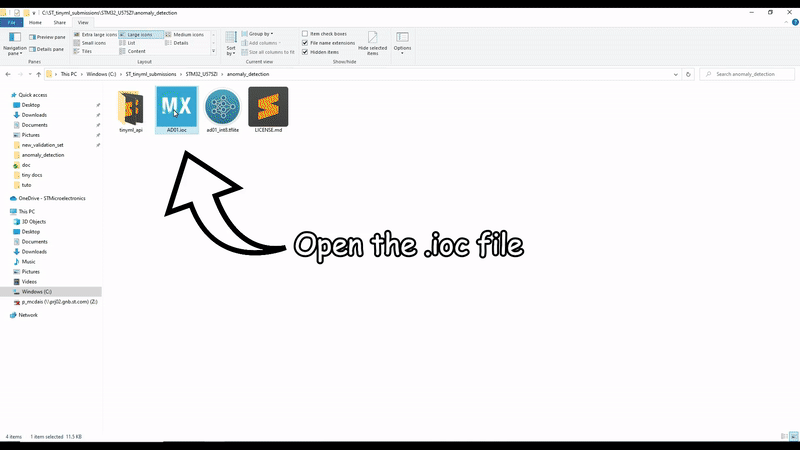 C:\ST_tinyml_submissions\STM32_U575ZI\anomaly_detection
File Home Share View
Navigation pane
Preview pane
Details pane
Panes
Extra large icons Large icons Medium icons
Small icons List Details
Tiles Content
Layout
Sort by
Group by
Add columns
Size all columns to fit
Current view
Item check boxes
File name extensions
Hidden items
Hide selected items
Show/hide
Options
This PC > Windows (C:) > ST_tinyml_submissions > STM32_U575ZI > anomaly_detection
Search anomaly_detection
Quick access
Desktop
Downloads
Documents
Pictures
new_validation_set
anomaly_detection
doc
tiny docs
tuto
OneDrive - STMicroelectronics
This PC
3D Objects
Desktop
Documents
Downloads
Music
Pictures
Videos
Windows (C:)
p_mcdais (\\prj02.gnb.st.com) (Z:)
Network
MX
tinyml_api
AD01.ioc
ad01_int8.tflite
LICENSE.md
Open the .ioc file
4 items 1 item selected 11.5 KB